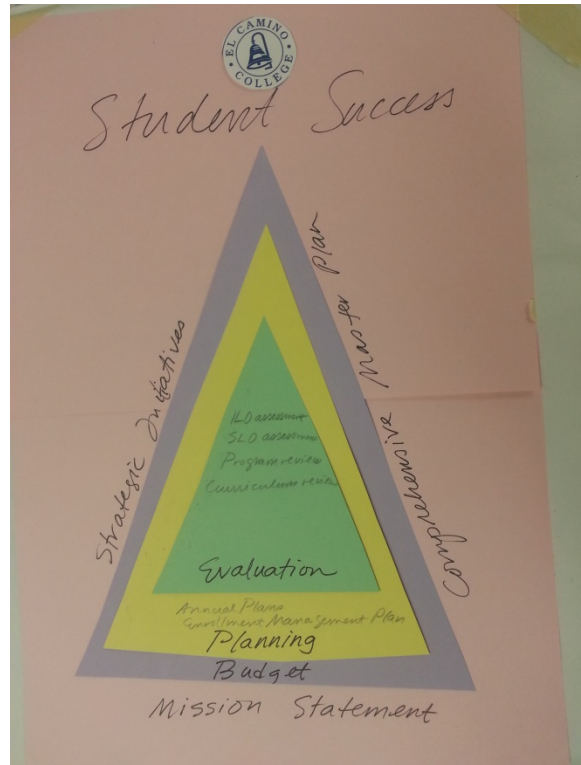 EL CAMINO
COLLEGE
Student Success
Strategic Initiatives
Comprehensive Master Plan
ILO assessment
SLO assessment
Program review
Curriculum review
Evaluation
Annual Plans
Enrollment Management Plan
Planning
Budget
Mission Statement